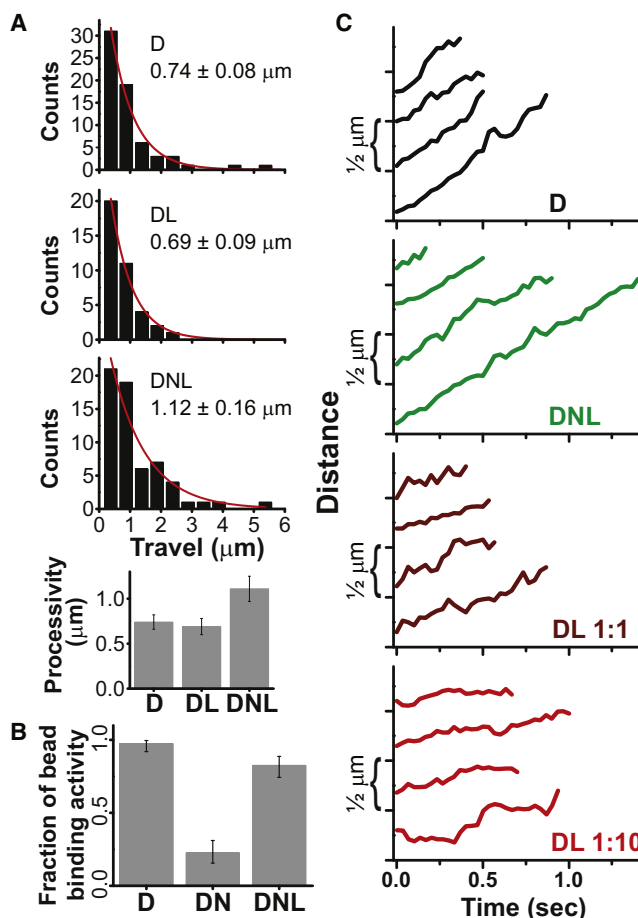 A
Counts
30
25
20
15
10
5
0
D
0.74 ± 0.08 µm
Counts
20
15
10
5
0
DL
0.69 ± 0.09 µm
Counts
20
15
10
5
0
DNL
1.12 ± 0.16 µm
0 1 2 3 4 5 6
Travel (µm)
Processivity
(µm)
1.0
0.5
0.0
D DL DNL
B
Fraction of bead
binding activity
1.0
0.5
0.0
D DN DNL
C
Distance
½ µm
D
½ µm
DNL
½ µm
DL 1:1
½ µm
DL 1:10
0.0 0.5 1.0
Time (sec)